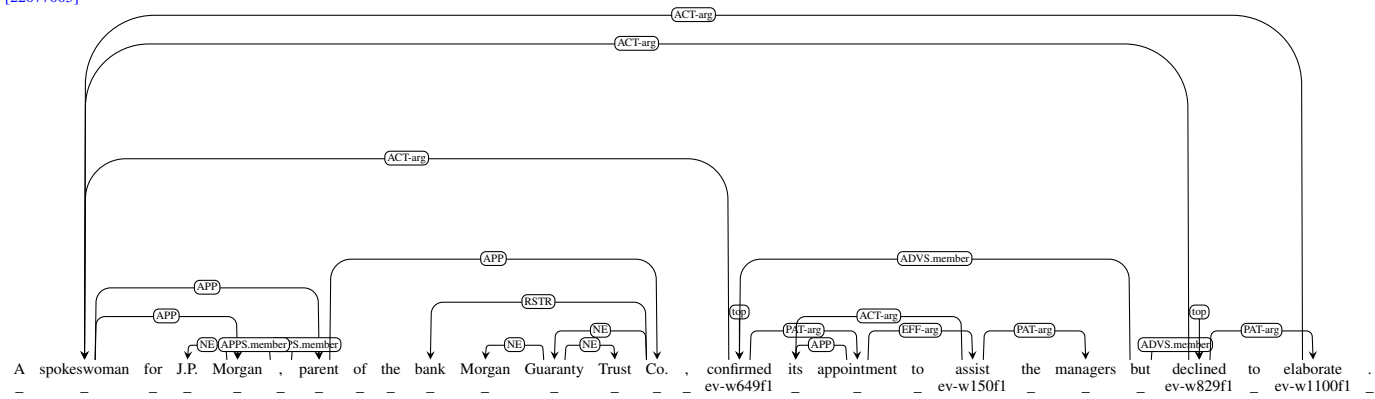 ACT-arg
ACT-arg
ACT-arg
APP ADVS.member
APP
RSTR
APP top ACT-arg top
NE PAT-arg EFF-arg PAT-arg PAT-arg
NE APPS.member PS.member NE NE APP ADVS.member
A spokeswoman for J.P. Morgan , parent of the bank Morgan Guaranty Trust Co. , confirmed its appointment to assist the managers but declined to elaborate .
ev-w649f1 ev-w150f1 ev-w829f1 ev-w1100f1